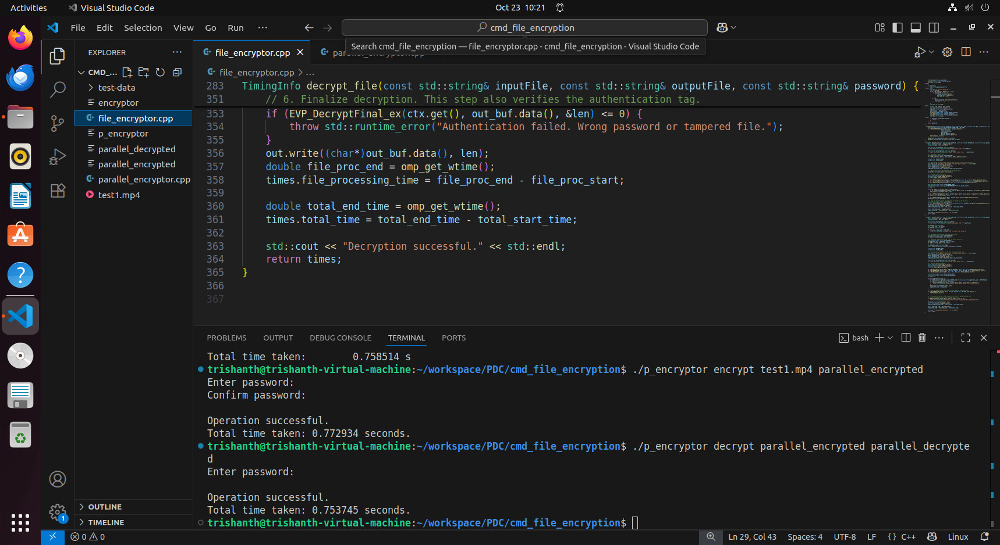 Activities
Visual Studio Code
Oct 23 10:21
File Edit Selection View Go Run ···
cmd_file_encryption
Search cmd_file_encryption — file_encryptor.cpp - cmd_file_encryption - Visual Studio Code
EXPLORER
CMD_...
test-data
encryptor
file_encryptor.cpp
p_encryptor
parallel_decrypted
parallel_encrypted
parallel_encryptor.cpp
test1.mp4
OUTLINE
TIMELINE
file_encryptor.cpp
file_encryptor.cpp > ...
283 TimingInfo decrypt_file(const std::string& inputFile, const std::string& outputFile, const std::string& password) {
351 // 6. Finalize decryption. This step also verifies the authentication tag.
353 if (EVP_DecryptFinal_ex(ctx.get(), out_buf.data(), &len) <= 0) {
354 throw std::runtime_error("Authentication failed. Wrong password or tampered file.");
355 }
356 out.write((char*)out_buf.data(), len);
357 double file_proc_end = omp_get_wtime();
358 times.file_processing_time = file_proc_end - file_proc_start;
359
360 double total_end_time = omp_get_wtime();
361 times.total_time = total_end_time - total_start_time;
362
363 std::cout << "Decryption successful." << std::endl;
364 return times;
365 }
366
367
PROBLEMS OUTPUT DEBUG CONSOLE TERMINAL PORTS
bash
Total time taken: 0.758514 s
trishanth@trishanth-virtual-machine:~/workspace/PDC/cmd_file_encryption$ ./p_encryptor encrypt test1.mp4 parallel_encrypted
Enter password:
Confirm password:
Operation successful.
Total time taken: 0.772934 seconds.
trishanth@trishanth-virtual-machine:~/workspace/PDC/cmd_file_encryption$ ./p_encryptor decrypt parallel_encrypted parallel_decrypte
d
Enter password:
Operation successful.
Total time taken: 0.753745 seconds.
trishanth@trishanth-virtual-machine:~/workspace/PDC/cmd_file_encryption$
1
0 0
Ln 29, Col 43 Spaces: 4 UTF-8 LF {} C++ Linux